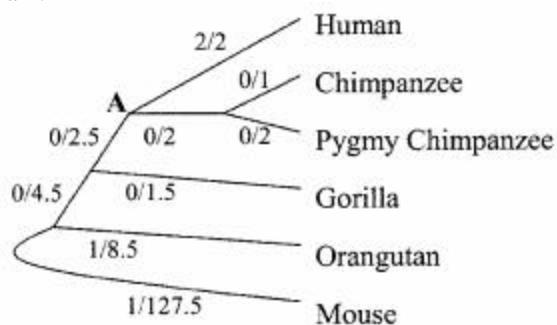 Human
2/2
0/1
Chimpanzee
A
0/2.5
0/2
0/2
Pygmy Chimpanzee
0/4.5
0/1.5
Gorilla
1/8.5
Orangutan
1/127.5
Mouse